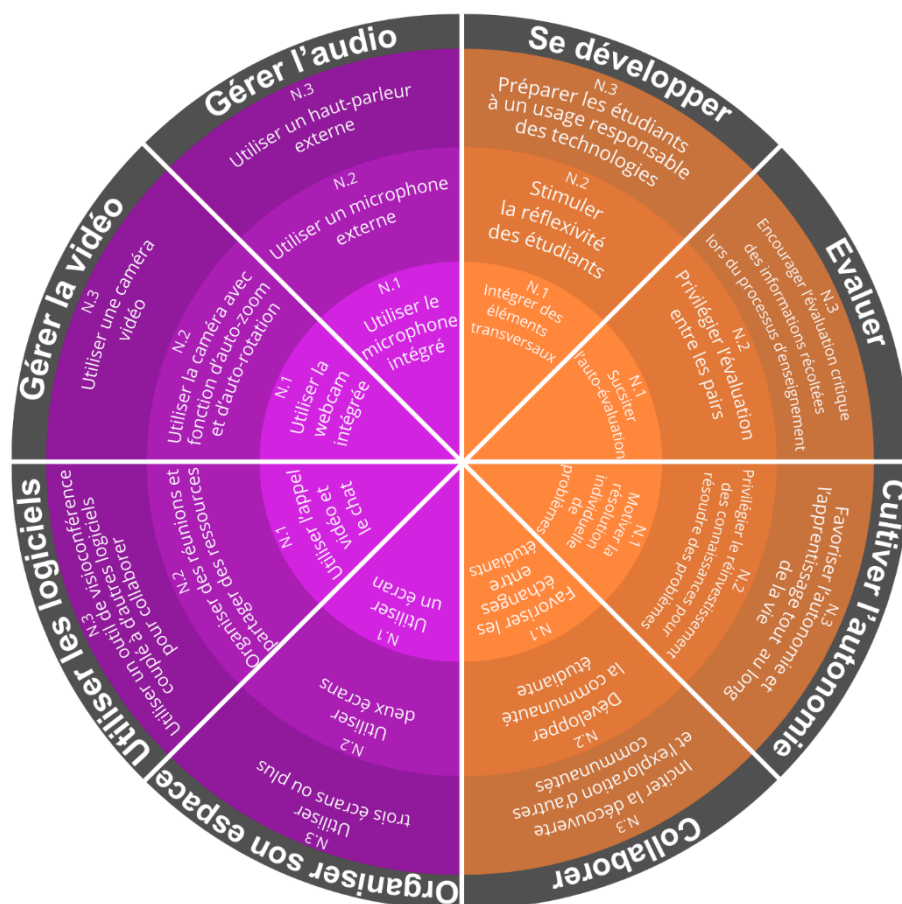 Gérer l'audio
N.3
Utiliser un haut-parleur
externe
N.2
Utiliser un microphone
externe
N.1
Utiliser le
microphone
intégré
Se développer
N.3
Préparer les étudiants
à un usage responsable
des technologies
N.2
Stimuler
la réflexivité
des étudiants
N.1
Intégrer des
éléments
transversaux
Evaluer
N.3
Encourager l'évaluation critique
des informations récoltées
lors du processus d'enseignement
N.2
Privilégier l'évaluation
entre les pairs
N.1
Sucsiter
l'auto-évaluation
Cultiver l'autonomie
N.3
Favoriser l'autonomie et
l'apprentissage tout au long
de la vie
N.2
Privilégier le réinvestissement
des connaissances pour
résoudre des problèmes
N.1
Motiver la
résolution
individuelle
de
problèmes
Collaborer
N.3
Inciter la découverte
et l'exploration d'autres
communautés
N.2
Développer
la communauté
étudiante
N.1
Favoriser les
échanges
entre
étudiants
Organiser son espace
N.3
Utiliser
trois écrans ou plus
N.2
Utiliser
deux écrans
N.1
Utiliser
un écran
Utiliser les logiciels
N.3
Utiliser un outil de visioconférence
couplé à d'autres logiciels
pour collaborer
N.2
Organiser des réunions et
partager des ressources
N.1
Utiliser l'appel
vidéo et
le chat
Gérer la vidéo
N.3
Utiliser une caméra
vidéo
N.2
Utiliser la caméra avec
fonction d'auto-zoom
et d'auto-rotation
N.1
Utiliser la
webcam
intégrée